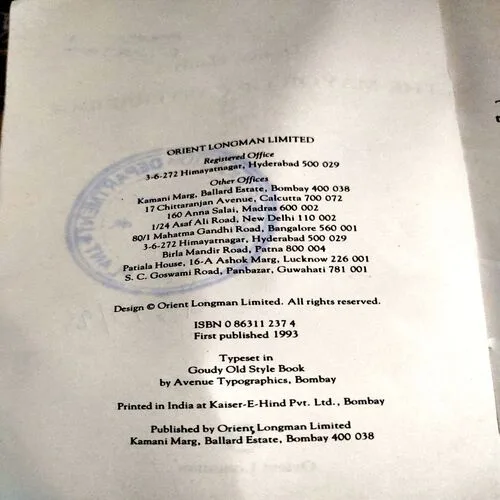 ORIENT LONGMAN LIMITED
Registered Office
3-6-272 Himayatnagar, Hyderabad 500 029
Other Offices
Kamani Marg, Ballard Estate, Bombay 400 038
17 Chittaranjan Avenue, Calcutta 700 072
160 Anna Salai, Madras 600 002
1/24 Asaf Ali Road, New Delhi 110 002
80/1 Mahatma Gandhi Road, Bangalore 560 001
3-6-272 Himayatnagar, Hyderabad 500 029
Birla Mandir Road, Patna 800 004
Patiala House, 16-A Ashok Marg, Lucknow 226 001
S. C. Goswami Road, Panbazar, Guwahati 781 001
Design © Orient Longman Limited. All rights reserved.
ISBN 0 86311 237 4
First published 1993
Typeset in
Goudy Old Style Book
by Avenue Typographics, Bombay
Printed in India at Kaiser-E-Hind Pvt. Ltd., Bombay
Published by Orient Longman Limited
Kamani Marg, Ballard Estate, Bombay 400 038